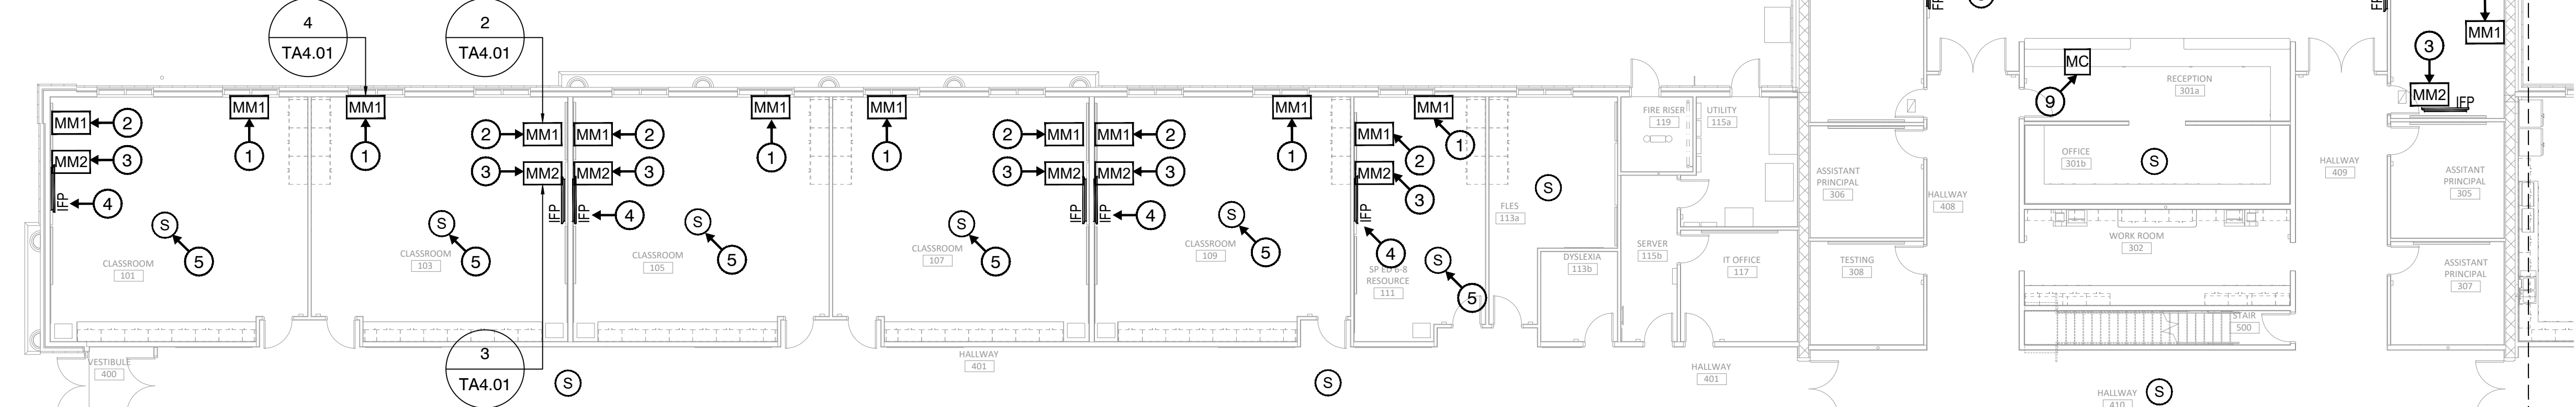 4
TA4.01
2
TA4.01
MM1
MM1
MM1
MM1
MM1
MM1
MM1
MM1
2
1
1
2
MM1
MM1
2
1
1
2
MM1
MM1
2
1
MM1
2
1
MM2
3
3
MM2
MM2
3
3
MM2
MM2
3
MM2
3
IFP
4
IFP
IFP
4
IFP
IFP
4
IFP
4
S
5
S
5
S
5
S
5
S
5
S
5
S
CLASSROOM
101
CLASSROOM
103
CLASSROOM
105
CLASSROOM
107
CLASSROOM
109
SP ED 6-8
RESOURCE
111
FLES
113a
DYSLEXIA
113b
FIRE RISER
119
UTILITY
115a
SERVER
115b
IT OFFICE
117
VESTIBULE
400
3
TA4.01
S
HALLWAY
401
S
HALLWAY
401
ASSISTANT
PRINCIPAL
306
TESTING
308
HALLWAY
408
MC
9
RECEPTION
301a
OFFICE
301b
S
WORK ROOM
302
STAIR
500
HALLWAY
409
MM1
3
MM2
IFP
ASSITANT
PRINCIPAL
305
ASSISTANT
PRINCIPAL
307
HALLWAY
410
S